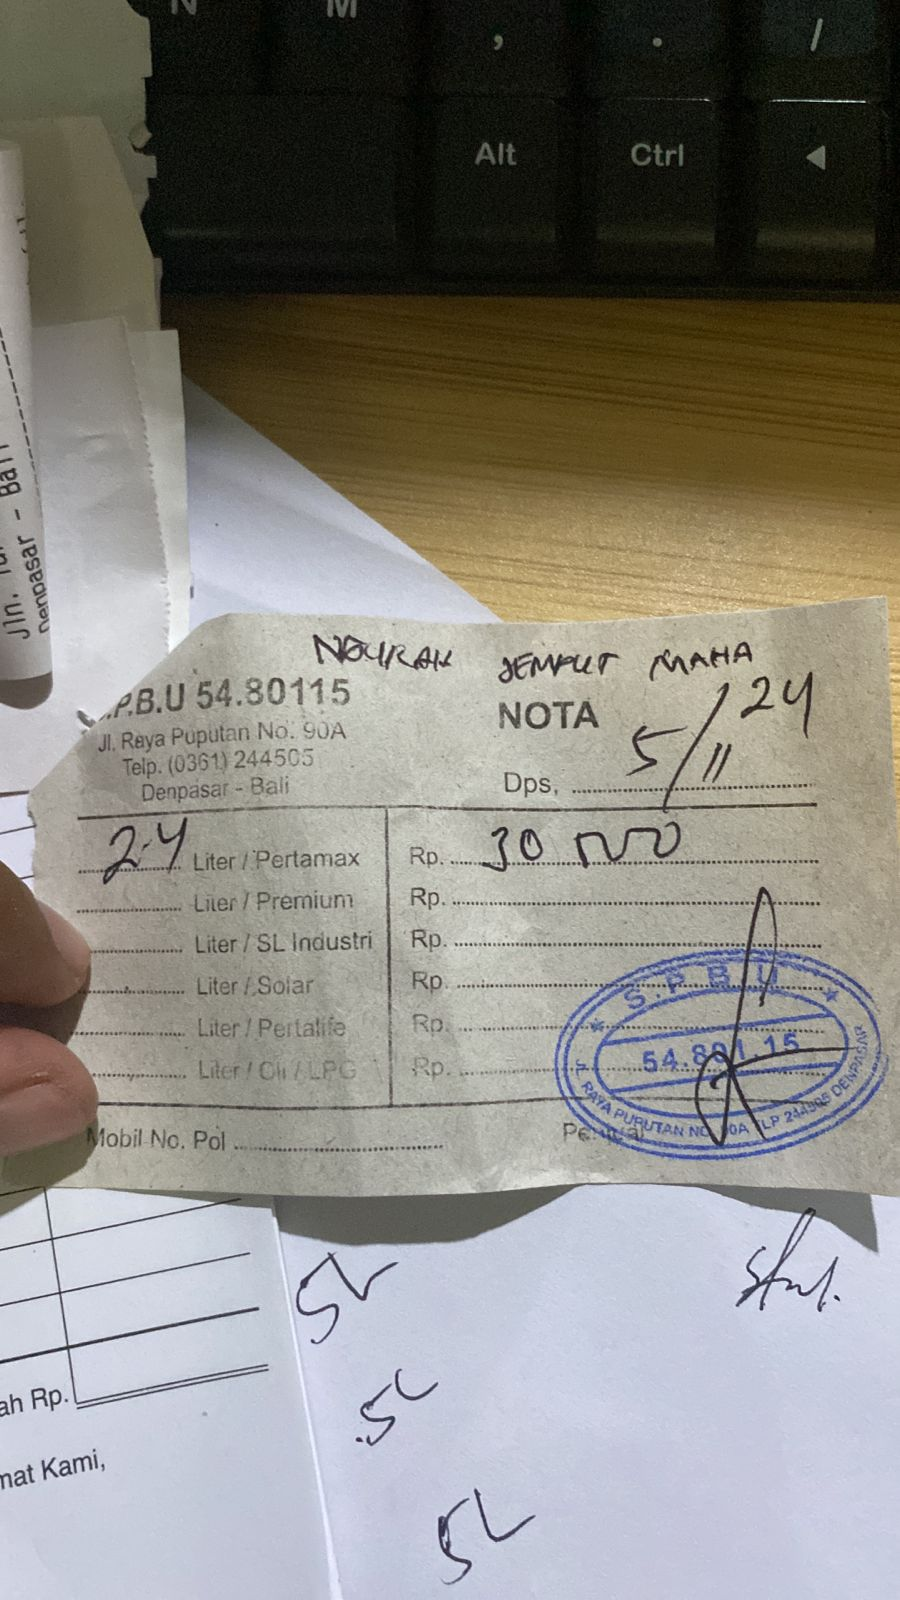 N M , . /
Alt Ctrl ◀
Denpasar - Bali
NGURAH JEMPUT MAHA
.P.B.U 54.80115
NOTA
Jl. Raya Puputan No. 90A
Telp. (0361) 244505
Denpasar - Bali
Dps, 5/11/24
2.4 Liter / Pertamax Rp. 30 000
Liter / Premium Rp.
Liter / SL Industri Rp.
Liter / Solar Rp.
Liter / Pertalife Rp.
Liter / Oli / LPG Rp.
Mobil No. Pol
S.P.B.U
54.801.15
JL. RAYA PUPUTAN NO. 90A TLP 244505 DENPASAR
5L
5L
5L
ah Rp.
mat Kami,